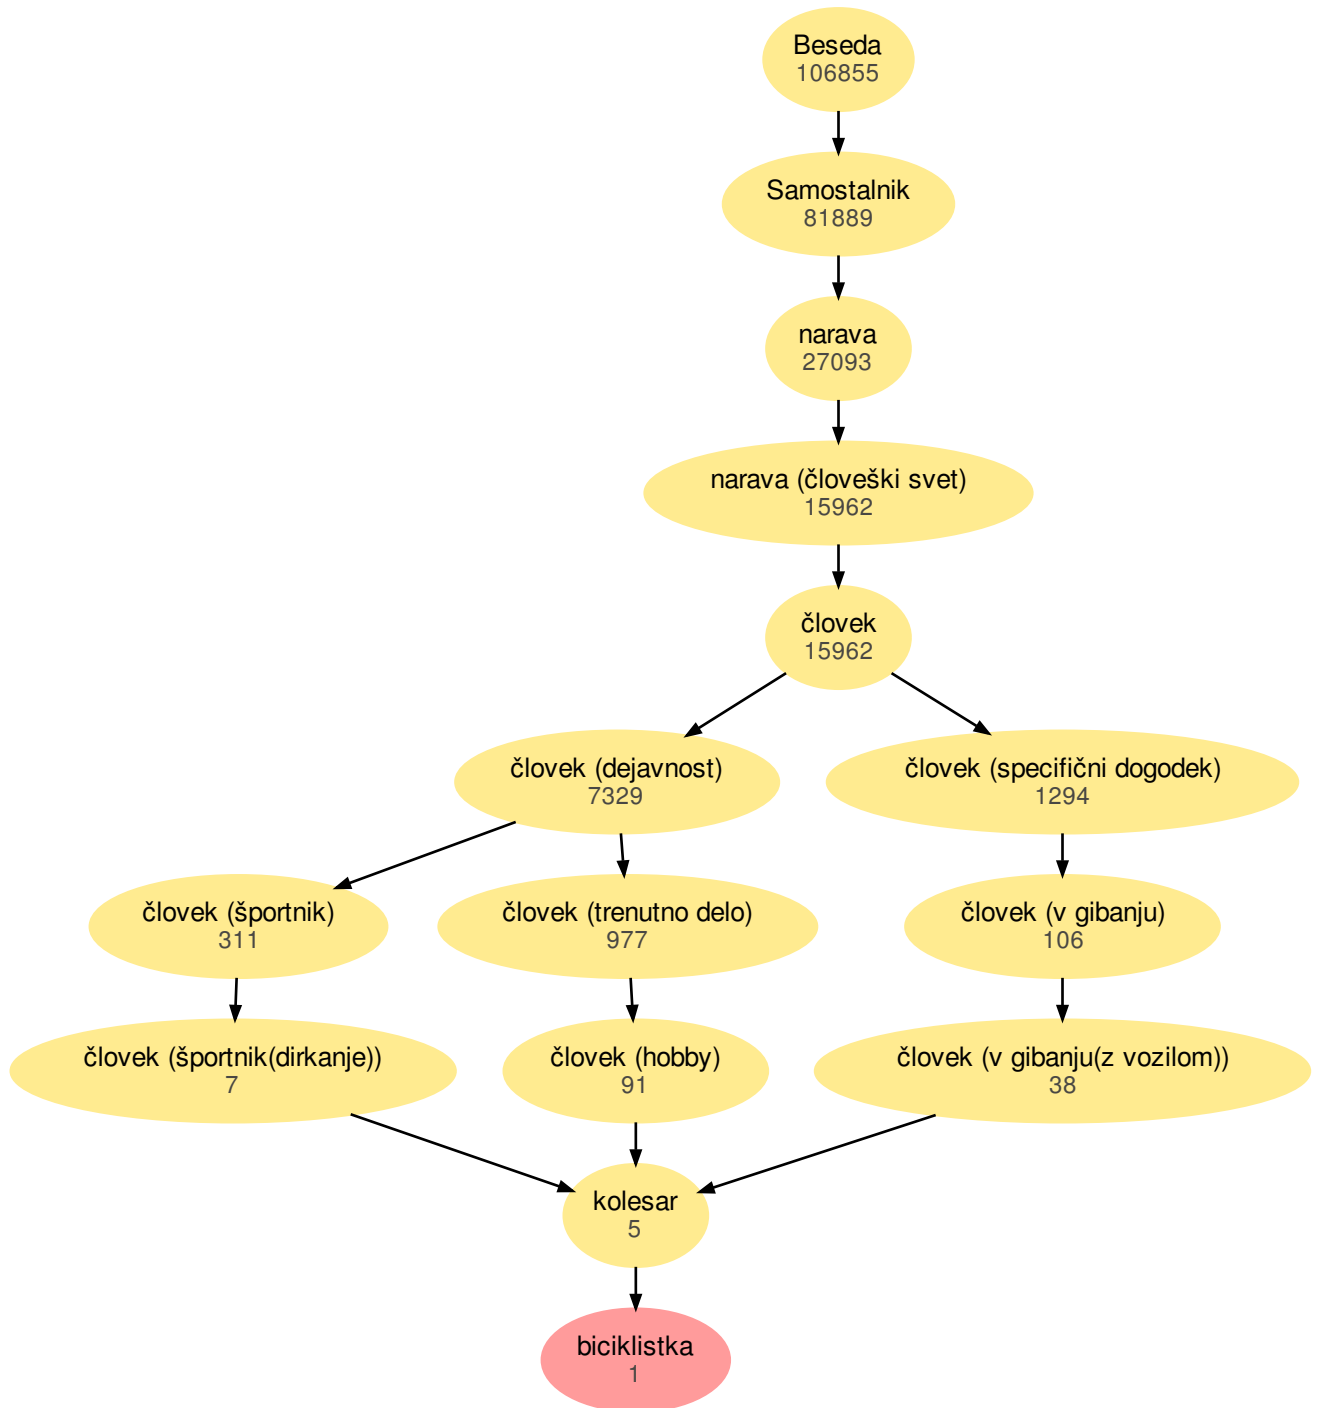 Beseda
106855
Samostalnik
81889
narava
27093
narava (človeški svet)
15962
človek
15962
človek (dejavnost)
7329
človek (specifični dogodek)
1294
človek (športnik)
311
človek (trenutno delo)
977
človek (v gibanju)
106
človek (športnik(dirkanje))
7
človek (hobby)
91
človek (v gibanju(z vozilom))
38
kolesar
5
biciklistka
1